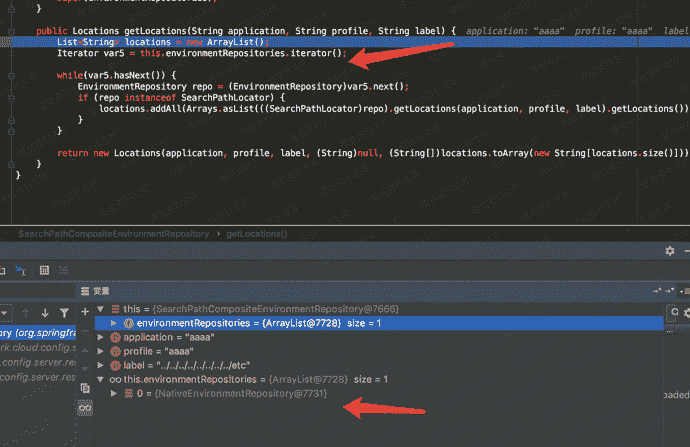 }
public Locations getLocations(String application, String profile, String label) {  application: "aaaa"  profile: "aaaa"  label
List<String> locations = new ArrayList();
Iterator var5 = this.environmentRepositories.iterator();
while(var5.hasNext()) {
EnvironmentRepository repo = (EnvironmentRepository)var5.next();
if (repo instanceof SearchPathLocator) {
locations.addAll(Arrays.asList(((SearchPathLocator)repo).getLocations(application, profile, label).getLocations())
}
}
return new Locations(application, profile, label, (String)null, (String[])locations.toArray(new String[locations.size()]))
}
}
SearchPathCompositeEnvironmentRepository › getLocations()
变量
this = {SearchPathCompositeEnvironmentRepository@7666}
environmentRepositories = {ArrayList@7728} size = 1
ary {org.springfra
application = "aaaa"
rk.cloud.config.s
profile = "aaaa"
config.server.res
label = "../../../../../../../../etc"
config.server.res
this.environmentRepositories = {ArrayList@7728} size = 1
0 = {NativeEnvironmentRepository@7731}
oaded